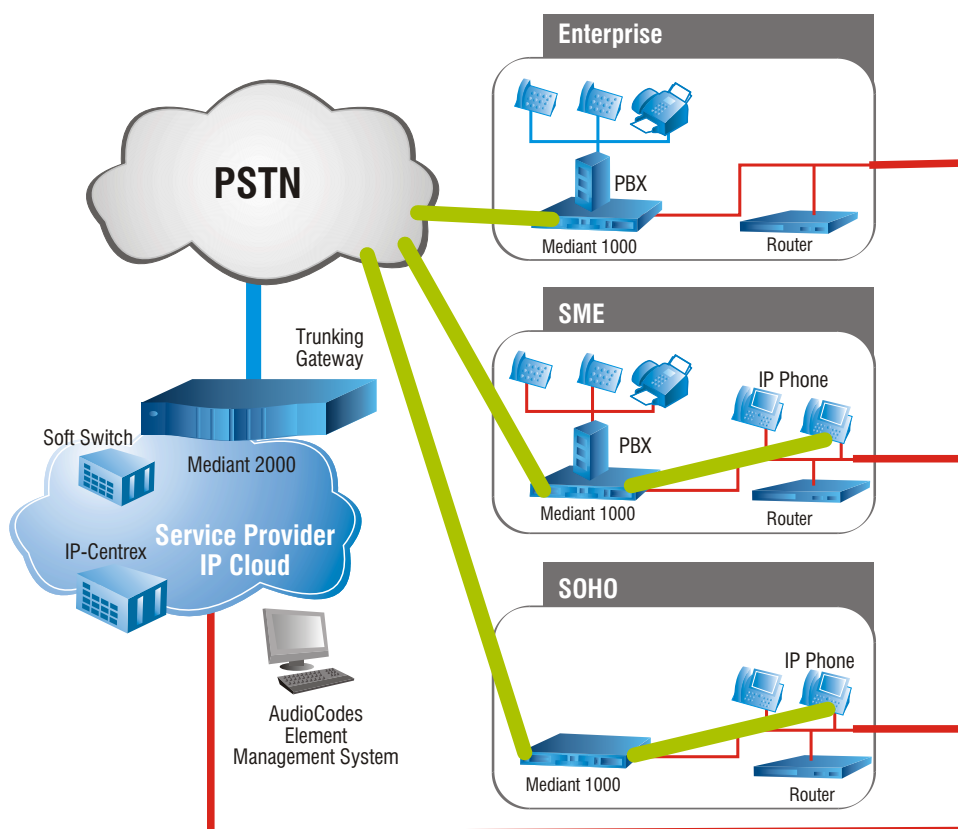 Enterprise
PSTN
PBX
Mediant 1000
Router
SME
Trunking
Gateway
IP Phone
Soft Switch
PBX
Mediant 2000
Mediant 1000
Router
Service Provider
IP Cloud
IP-Centrex
SOHO
IP Phone
AudioCodes
Element
Management System
Mediant 1000
Router